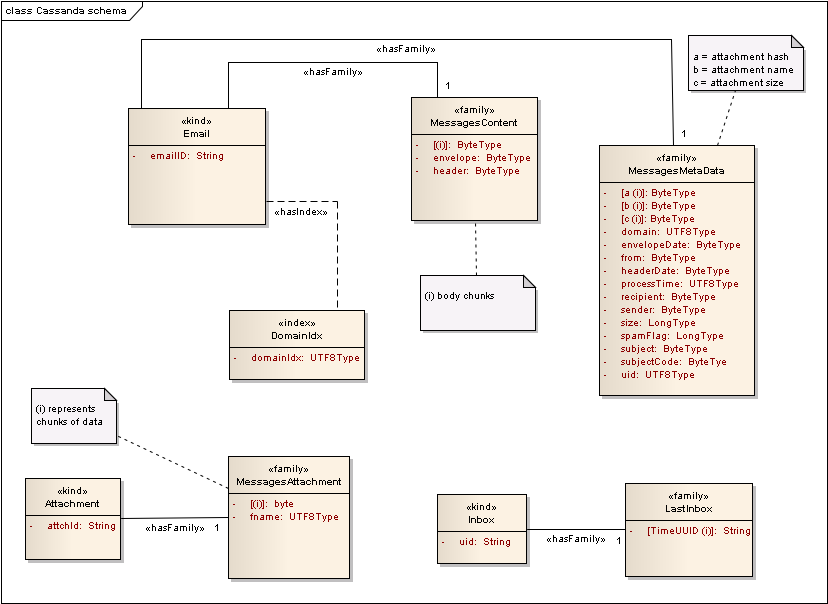 class Cassanda schema
«hasFamily»
«hasFamily»
1
a = attachment hash
b = attachment name
c = attachment size
«kind»
Email
- emailID: String
«family»
MessagesContent
- [(i)]: ByteType
- envelope: ByteType
- header: ByteType
1
«family»
MessagesMetaData
- [a (i)]: ByteType
- [b (i)]: ByteType
- [c (i)]: ByteType
- domain: UTF8Type
- envelopeDate: ByteType
- from: ByteType
- headerDate: ByteType
- processTime: UTF8Type
- recipient: ByteType
- sender: ByteType
- size: LongType
- spamFlag: LongType
- subject: ByteType
- subjectCode: ByteTye
- uid: UTF8Type
«hasIndex»
(i) body chunks
«index»
DomainIdx
- domainIdx: UTF8Type
(i) represents
chunks of data
«kind»
Attachment
- attchId: String
«hasFamily» 1
«family»
MessagesAttachment
- [(i)]: byte
- fname: UTF8Type
«kind»
Inbox
- uid: String
«hasFamily» 1
«family»
LastInbox
- [TimeUUID (i)]: String